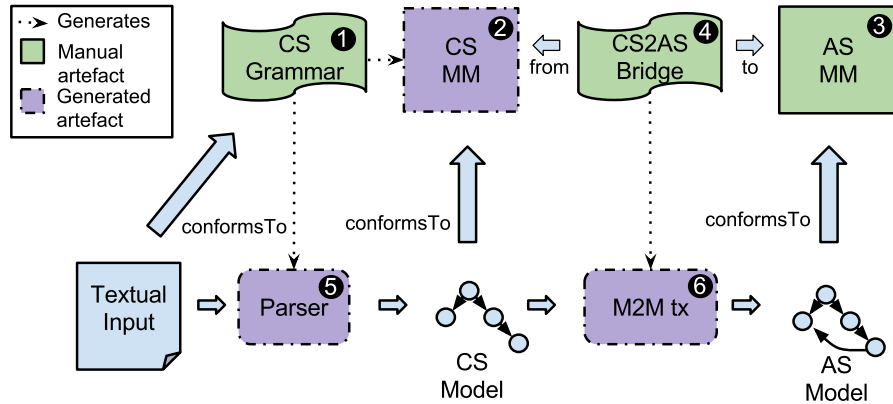 Generates
Manual
artefact
Generated
artefact
CS
Grammar
1
CS
MM
2
from
CS2AS
Bridge
4
to
AS
MM
3
conformsTo
conformsTo
conformsTo
Textual
Input
Parser
5
CS
Model
M2M tx
6
AS
Model